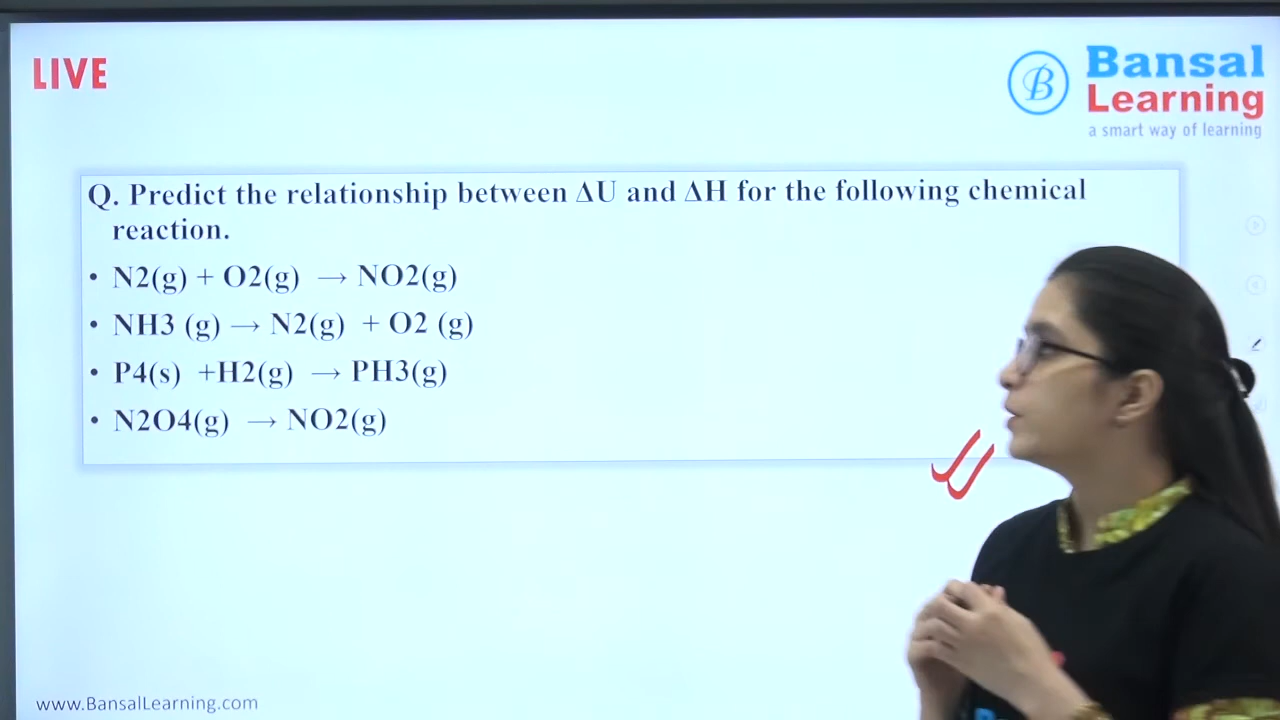 LIVE
B
Bansal
Learning
a smart way of learning
Q. Predict the relationship between ΔU and ΔH for the following chemical
reaction.
• N2(g) + O2(g) → NO2(g)
• NH3 (g) → N2(g) + O2 (g)
• P4(s) +H2(g) → PH3(g)
• N2O4(g) → NO2(g)
www.BansalLearning.com